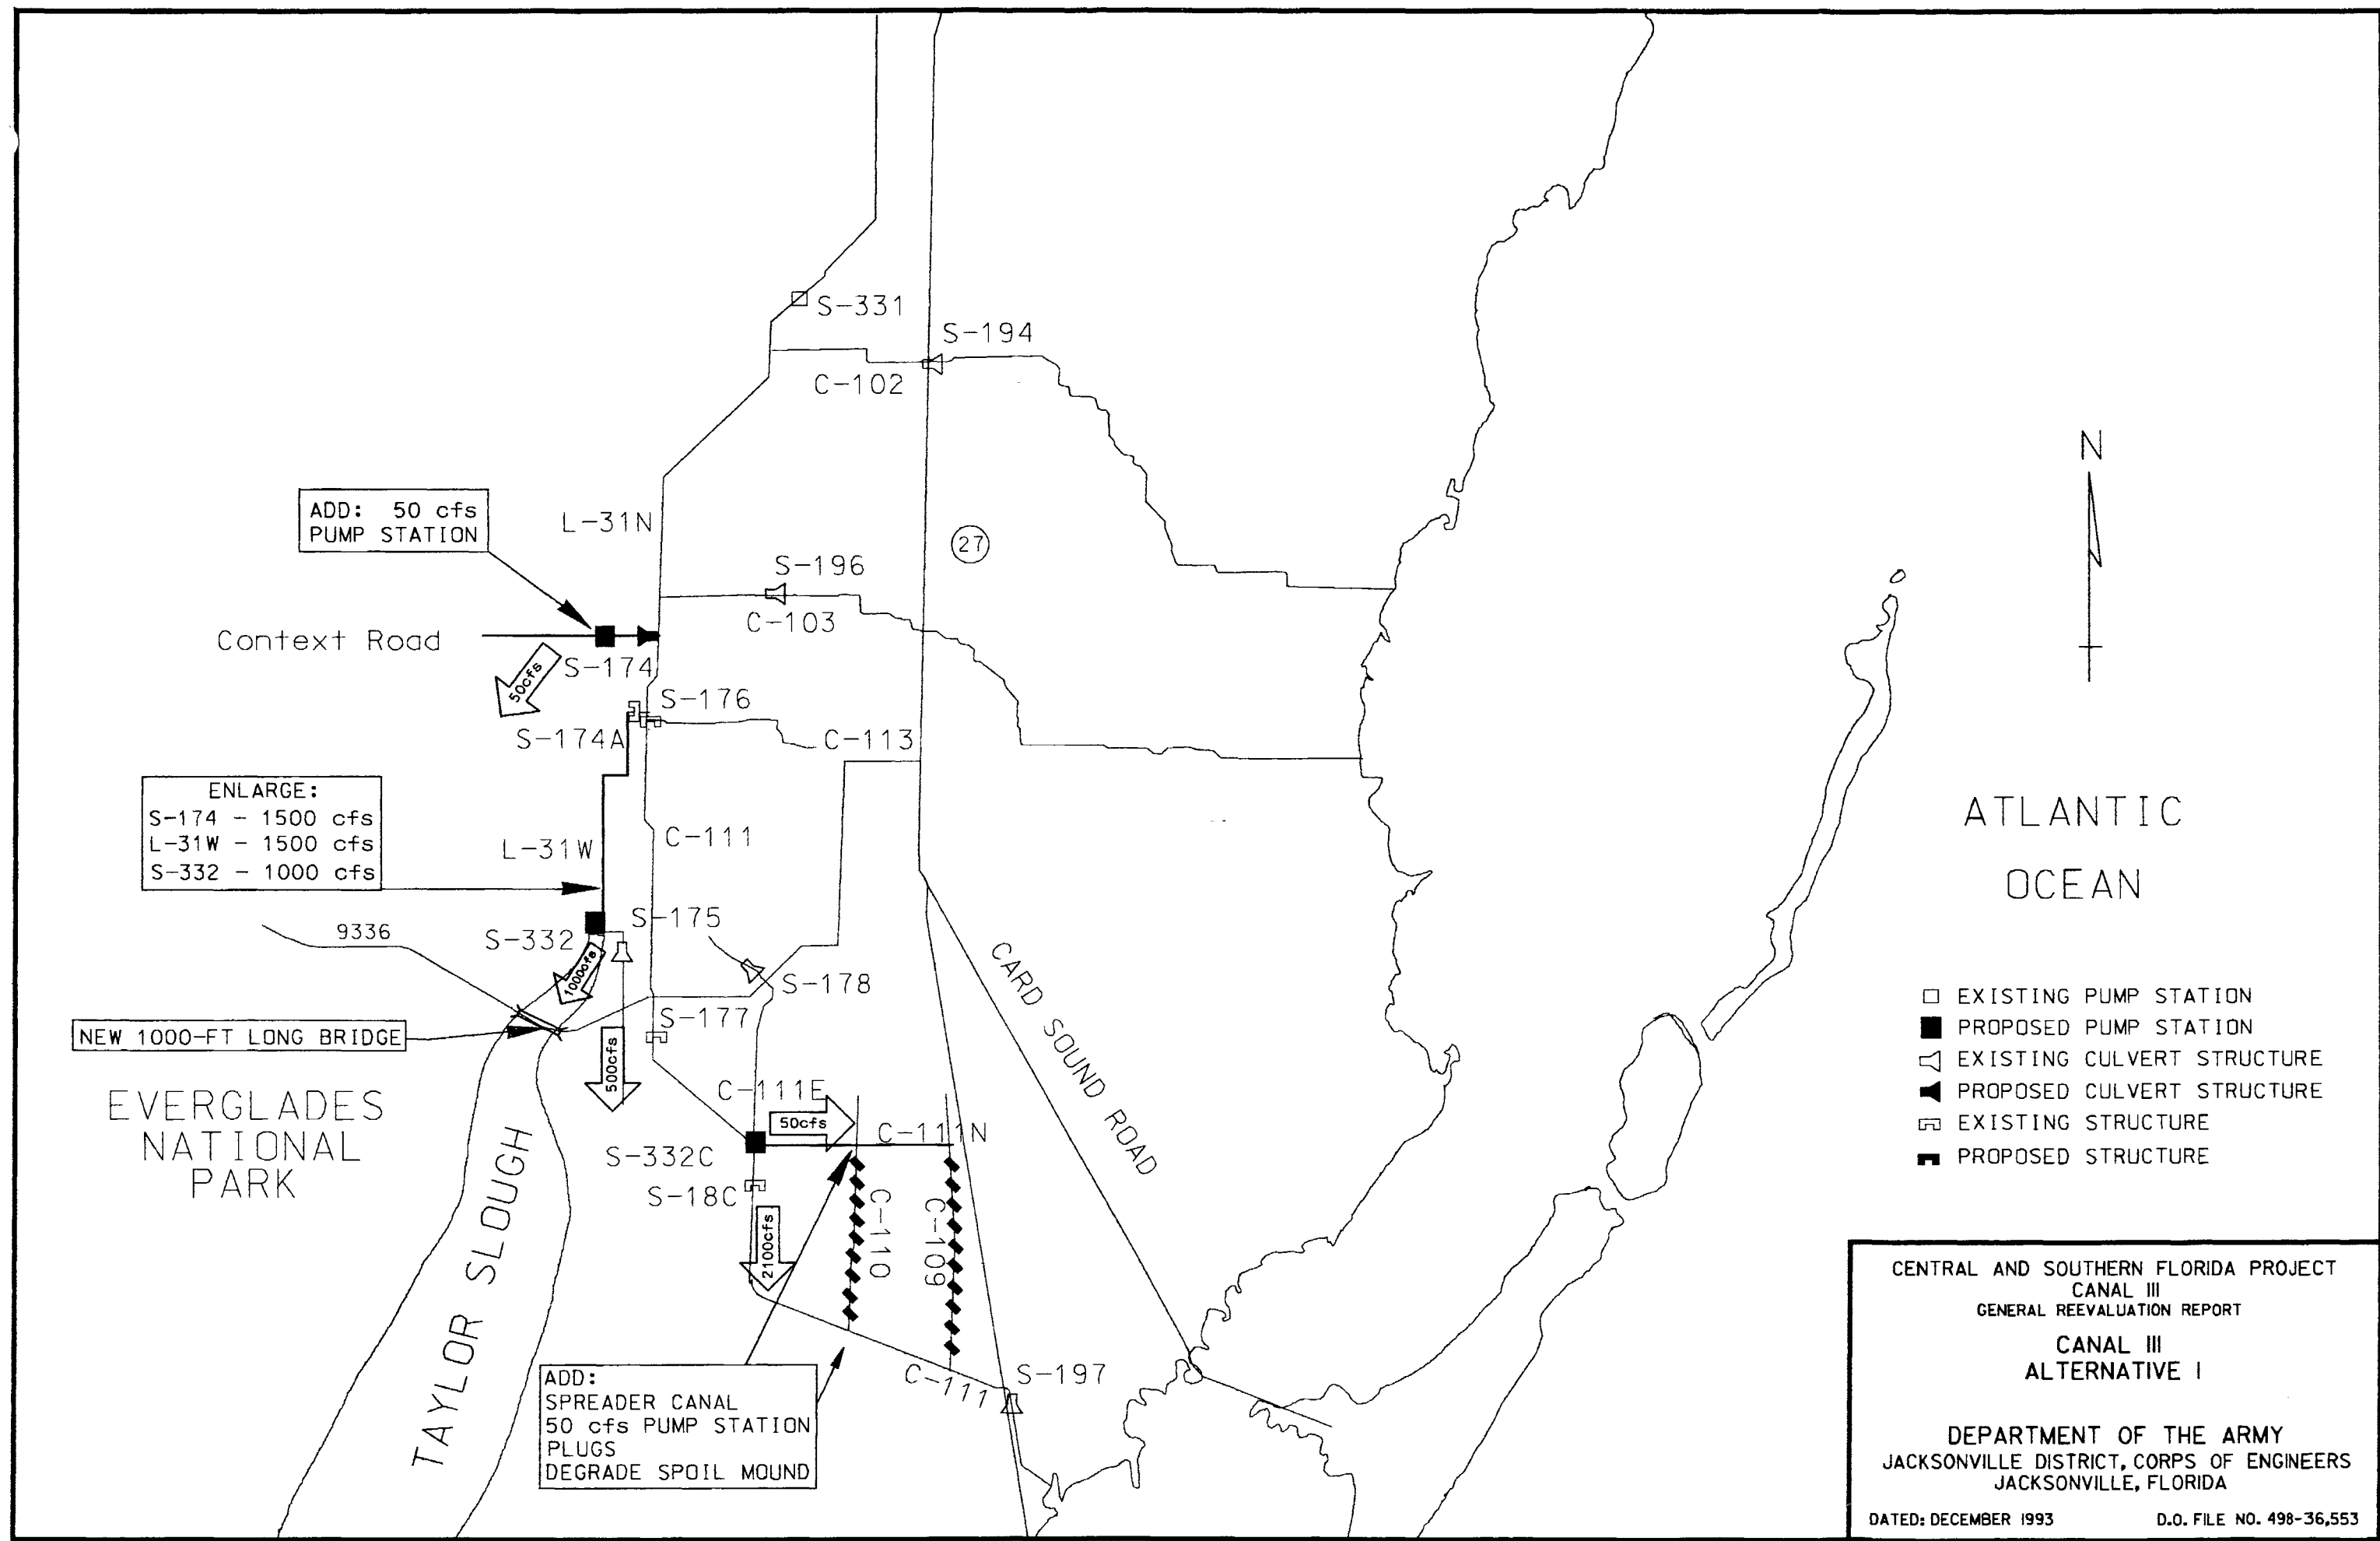 S-331
S-194
C-102
N
ADD: 50 cfs
PUMP STATION
L-31N
27
S-196
C-103
Context Road
S-174
50cfs
S-176
S-174A
C-113
ENLARGE:
S-174 - 1500 cfs
L-31W - 1500 cfs
S-332 - 1000 cfs
L-31W
C-111
ATLANTIC
OCEAN
9336
S-332
S-175
1000cfs
S-178
CARD SOUND ROAD
NEW 1000-FT LONG BRIDGE
S-177
500cfs
EVERGLADES
NATIONAL
PARK
C-111E
50cfs
C-111N
S-332C
S-18C
2100cfs
C-110
C-109
TAYLOR SLOUGH
□ EXISTING PUMP STATION
■ PROPOSED PUMP STATION
EXISTING CULVERT STRUCTURE
PROPOSED CULVERT STRUCTURE
EXISTING STRUCTURE
PROPOSED STRUCTURE
ADD:
SPREADER CANAL
50 cfs PUMP STATION
PLUGS
DEGRADE SPOIL MOUND
C-111
S-197
CENTRAL AND SOUTHERN FLORIDA PROJECT
CANAL III
GENERAL REEVALUATION REPORT
CANAL III
ALTERNATIVE I
DEPARTMENT OF THE ARMY
JACKSONVILLE DISTRICT, CORPS OF ENGINEERS
JACKSONVILLE, FLORIDA
DATED: DECEMBER 1993 D.O. FILE NO. 498-36,553